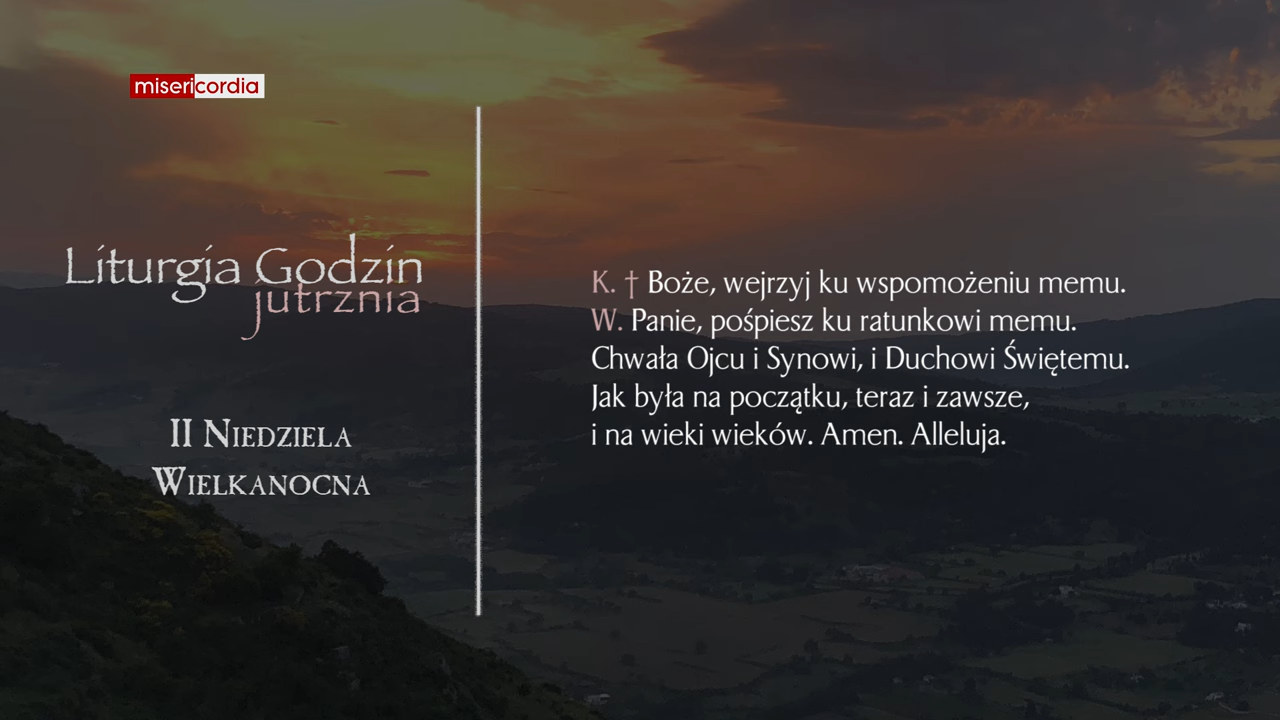 misericordia
Liturgia Godzin
jutrznia
II Niedziela
Wielkanocna
K. † Boże, wejrzyj ku wspomożeniu memu.
W. Panie, pośpiesz ku ratunkowi memu.
Chwała Ojcu i Synowi, i Duchowi Świętemu.
Jak była na początku, teraz i zawsze,
i na wieki wieków. Amen. Alleluja.